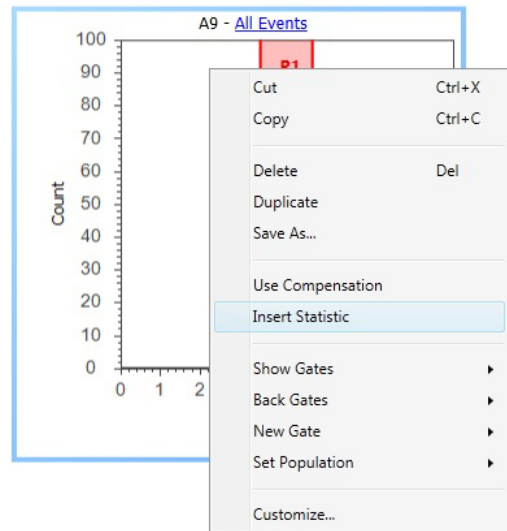 A9 - All Events
100
90
80
70
60
50
40
30
20
10
0
Count
0 1 2
Cut Ctrl+X
Copy Ctrl+C
Delete Del
Duplicate
Save As...
Use Compensation
Insert Statistic
Show Gates
Back Gates
New Gate
Set Population
Customize...